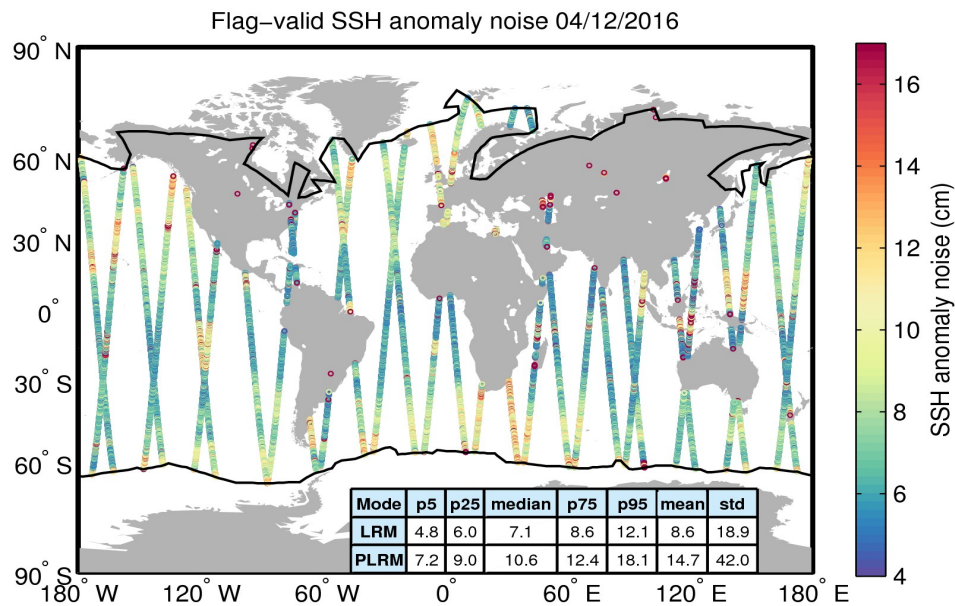 Flag−valid SSH anomaly noise 04/12/2016
90° N
60° N
30° N
0°
30° S
60° S
90° S
180° W
120° W
60° W
0°
60° E
120° E
180° E
Mode p5 p25 median p75 p95 mean std
LRM 4.8 6.0 7.1 8.6 12.1 8.6 18.9
PLRM 7.2 9.0 10.6 12.4 18.1 14.7 42.0
16
14
12
10
8
6
4
SSH anomaly noise (cm)